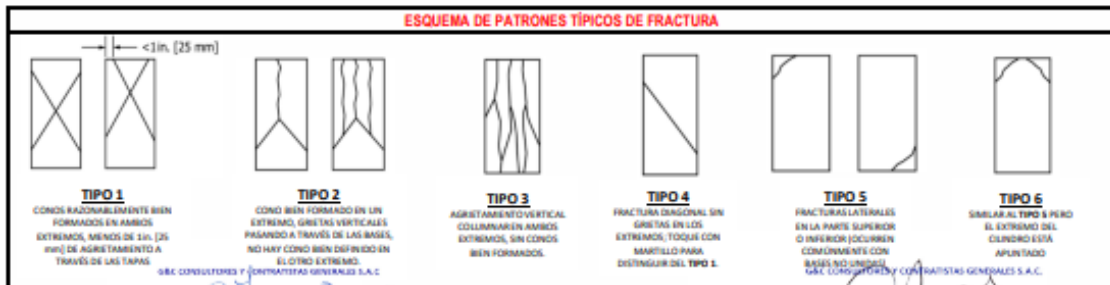 ESQUEMA DE PATRONES TÍPICOS DE FRACTURA
<1in. [25 mm]
TIPO 1
CONOS RAZONABLEMENTE BIEN
FORMADOS EN AMBOS
EXTREMOS, MENOS DE 1in. [25
mm] DE AGRIETAMIENTO A
TRAVÉS DE LAS TAPAS
TIPO 2
CONO BIEN FORMADO EN UN
EXTREMO, GRIETAS VERTICALES
PASANDO A TRAVÉS DE LAS BASES,
NO HAY CONO BIEN DEFINIDO EN
EL OTRO EXTREMO.
TIPO 3
AGRIETAMIENTO VERTICAL
COLUMNAR EN AMBOS
EXTREMOS, SIN CONOS
BIEN FORMADOS.
TIPO 4
FRACTURA DIAGONAL SIN
GRIETAS EN LOS
EXTREMOS; TOQUE CON
MARTILLO PARA
DISTINGUIR DEL TIPO 1.
TIPO 5
FRACTURAS LATERALES
EN LA PARTE SUPERIOR
O INFERIOR (OCURREN
COMÚNMENTE CON
BASES NO UNIDAS)
TIPO 6
SIMILAR AL TIPO 5 PERO
EL EXTREMO DEL
CILINDRO ESTÁ
APUNTADO
G&C CONSULTORES Y CONTRATISTAS GENERALES S.A.C
G&C CONSULTORES Y CONTRATISTAS GENERALES S.A.C.